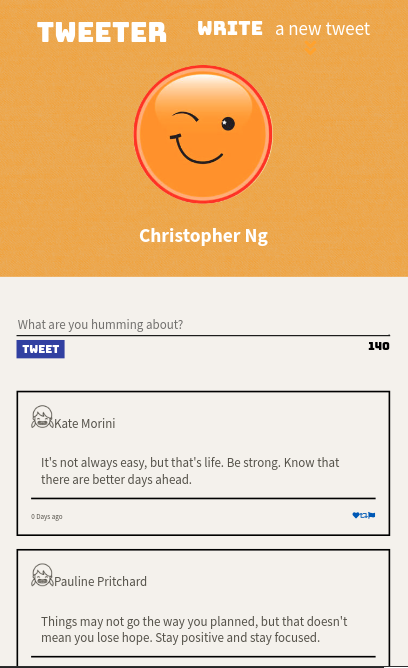 TWEETER
WRITE a new tweet
Christopher Ng
What are you humming about?
TWEET
140
Kate Morini
It's not always easy, but that's life. Be strong. Know that
there are better days ahead.
0 Days ago
Pauline Pritchard
Things may not go the way you planned, but that doesn't
mean you lose hope. Stay positive and stay focused.